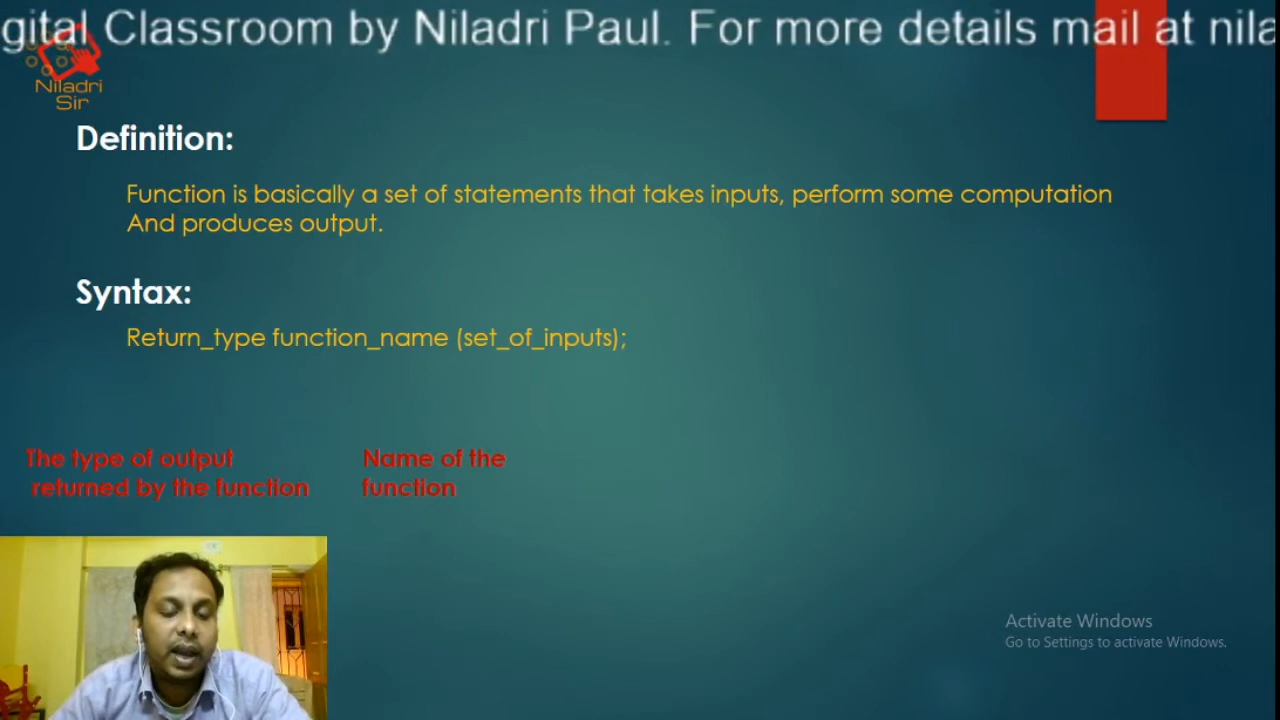 gital Classroom by Niladri Paul. For more details mail at nila
Niladri
Sir
Definition:
Function is basically a set of statements that takes inputs, perform some computation
And produces output.
Syntax:
Return_type function_name (set_of_inputs);
The type of output
returned by the function
Name of the
function
Activate Windows
Go to Settings to activate Windows.